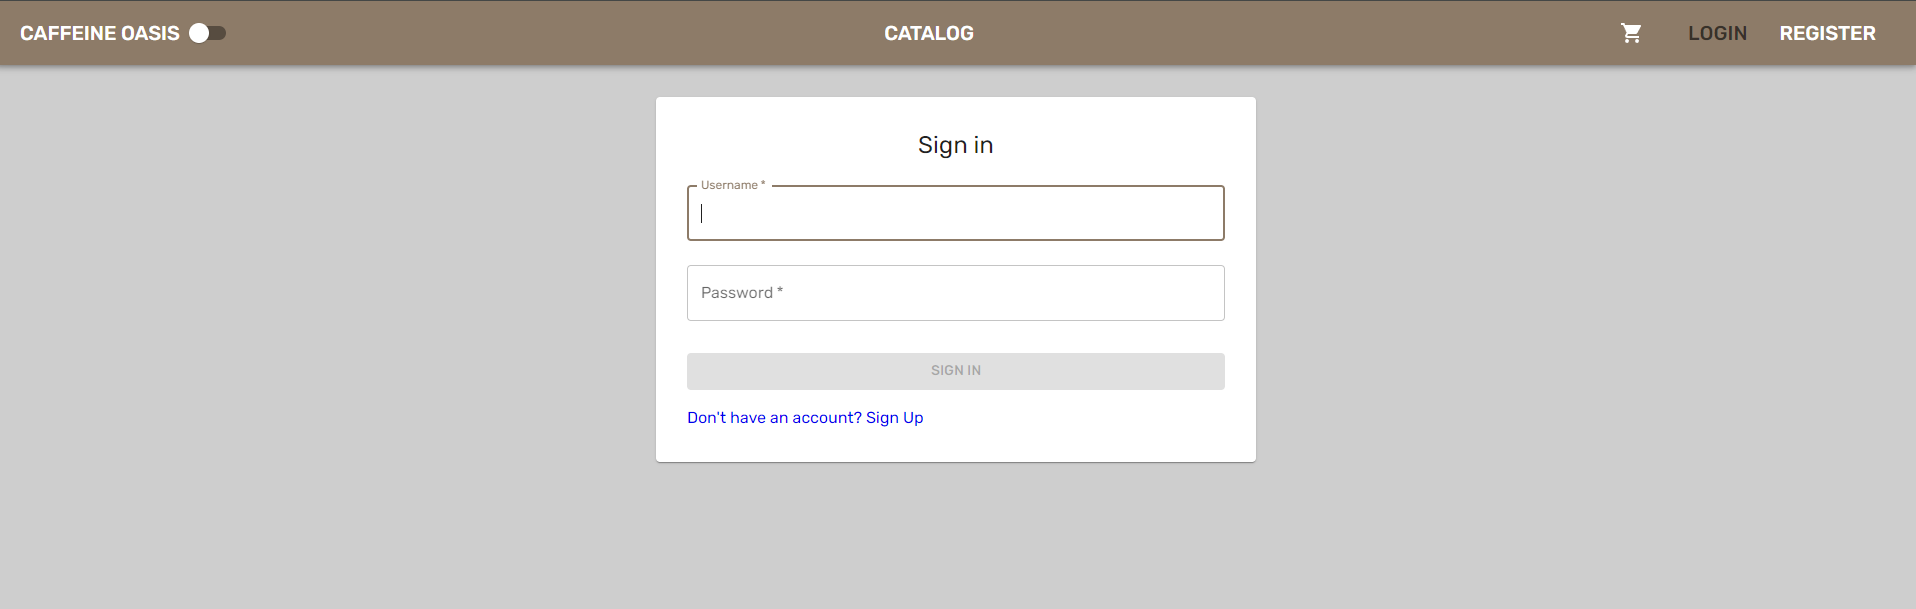 CAFFEINE OASIS
CATALOG
LOGIN
REGISTER
Sign in
Username *
Password *
SIGN IN
Don't have an account? Sign Up